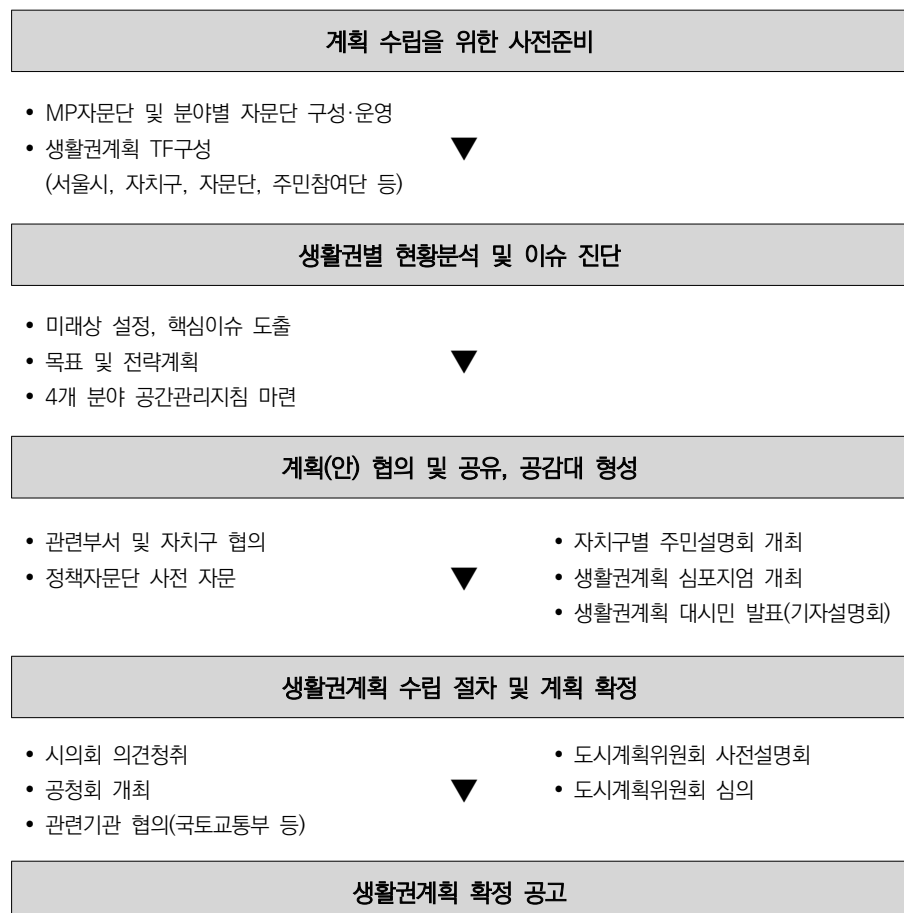 계획 수립을 위한 사전준비
• MP자문단 및 분야별 자문단 구성·운영
• 생활권계획 TF구성
(서울시, 자치구, 자문단, 주민참여단 등)
▼
생활권별 현황분석 및 이슈 진단
• 미래상 설정, 핵심이슈 도출
• 목표 및 전략계획
• 4개 분야 공간관리지침 마련
▼
계획(안) 협의 및 공유, 공감대 형성
• 관련부서 및 자치구 협의
• 정책자문단 사전 자문
▼
• 자치구별 주민설명회 개최
• 생활권계획 심포지엄 개최
• 생활권계획 대시민 발표(기자설명회)
생활권계획 수립 절차 및 계획 확정
• 시의회 의견청취
• 공청회 개최
• 관련기관 협의(국토교통부 등)
▼
• 도시계획위원회 사전설명회
• 도시계획위원회 심의
생활권계획 확정 공고